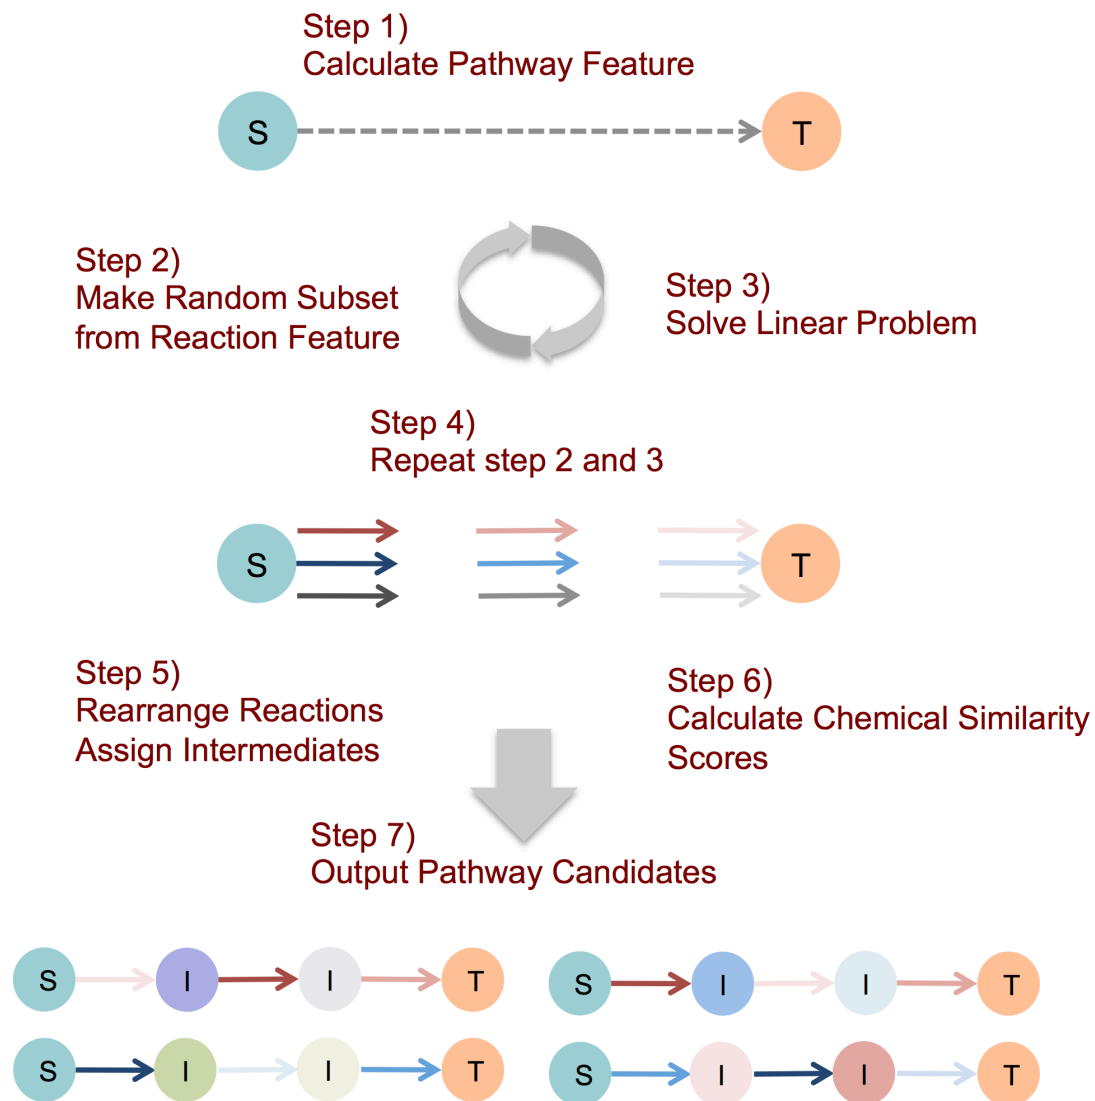 Step 1)
Calculate Pathway Feature
S
T
Step 2)
Make Random Subset
from Reaction Feature
Step 3)
Solve Linear Problem
Step 4)
Repeat step 2 and 3
S
T
Step 5)
Rearrange Reactions
Assign Intermediates
Step 6)
Calculate Chemical Similarity
Scores
Step 7)
Output Pathway Candidates
S I I T
S I I T
S I I T
S I I T